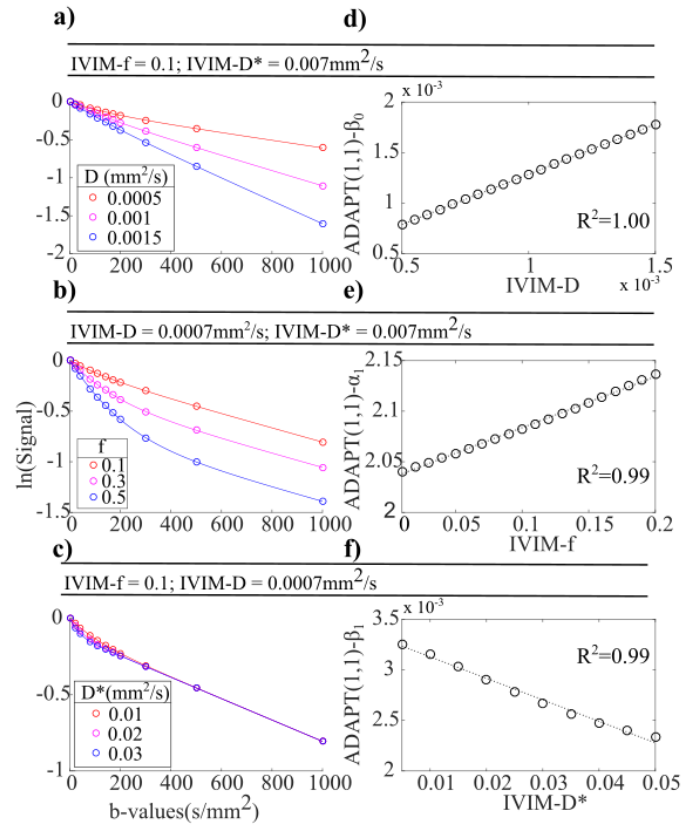 a)
d)
IVIM-f = 0.1; IVIM-D* = 0.007mm²/s
0
-0.5
-1
-1.5
-2
0 200 400 600 800 1000
D (mm²/s)
0.0005
0.001
0.0015
x 10⁻³
2
1.5
1
0.5
ADAPT(1,1)-β₀
R²=1.00
0.5 1 1.5
IVIM-D
x 10⁻³
b)
e)
IVIM-D = 0.0007mm²/s; IVIM-D* = 0.007mm²/s
0
-0.5
-1
-1.5
ln(Signal)
0 200 400 600 800 1000
f
0.1
0.3
0.5
2.15
2.1
2.05
2
ADAPT(1,1)-α₁
R²=0.99
0 0.05 0.1 0.15 0.2
IVIM-f
c)
f)
IVIM-f = 0.1; IVIM-D = 0.0007mm²/s
0
-0.5
-1
0 200 400 600 800 1000
D*(mm²/s)
0.01
0.02
0.03
b-values(s/mm²)
x 10⁻³
4
3.5
3
2.5
2
ADAPT(1,1)-β₁
R²=0.99
0.01 0.02 0.03 0.04 0.05
IVIM-D*